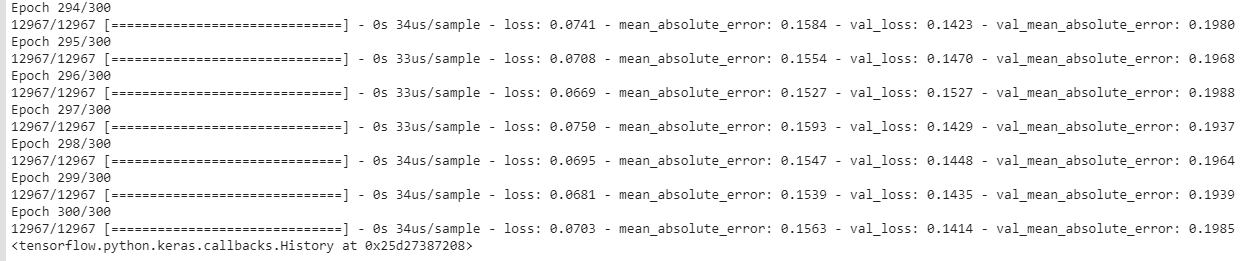 Epoch 294/300
12967/12967 [==============================] - 0s 34us/sample - loss: 0.0741 - mean_absolute_error: 0.1584 - val_loss: 0.1423 - val_mean_absolute_error: 0.1980
Epoch 295/300
12967/12967 [==============================] - 0s 33us/sample - loss: 0.0708 - mean_absolute_error: 0.1554 - val_loss: 0.1470 - val_mean_absolute_error: 0.1968
Epoch 296/300
12967/12967 [==============================] - 0s 33us/sample - loss: 0.0669 - mean_absolute_error: 0.1527 - val_loss: 0.1527 - val_mean_absolute_error: 0.1988
Epoch 297/300
12967/12967 [==============================] - 0s 33us/sample - loss: 0.0750 - mean_absolute_error: 0.1593 - val_loss: 0.1429 - val_mean_absolute_error: 0.1937
Epoch 298/300
12967/12967 [==============================] - 0s 34us/sample - loss: 0.0695 - mean_absolute_error: 0.1547 - val_loss: 0.1448 - val_mean_absolute_error: 0.1964
Epoch 299/300
12967/12967 [==============================] - 0s 34us/sample - loss: 0.0681 - mean_absolute_error: 0.1539 - val_loss: 0.1435 - val_mean_absolute_error: 0.1939
Epoch 300/300
12967/12967 [==============================] - 0s 34us/sample - loss: 0.0703 - mean_absolute_error: 0.1563 - val_loss: 0.1414 - val_mean_absolute_error: 0.1985
<tensorflow.python.keras.callbacks.History at 0x25d27387208>